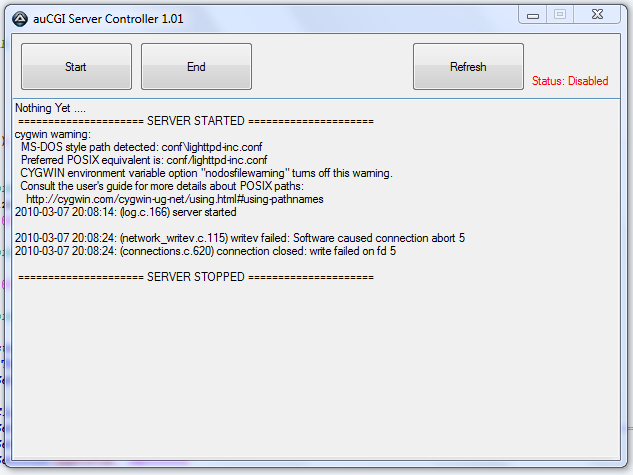 auCGI Server Controller 1.01
Start End Refresh Status: Disabled
Nothing Yet ....
===================== SERVER STARTED =====================
cygwin warning:
MS-DOS style path detected: conf\lighttpd-inc.conf
Preferred POSIX equivalent is: conf/lighttpd-inc.conf
CYGWIN environment variable option "nodosfilewarning" turns off this warning.
Consult the user's guide for more details about POSIX paths:
http://cygwin.com/cygwin-ug-net/using.html#using-pathnames
2010-03-07 20:08:14: (log.c.166) server started
2010-03-07 20:08:24: (network_writev.c.115) writev failed: Software caused connection abort 5
2010-03-07 20:08:24: (connections.c.620) connection closed: write failed on fd 5
===================== SERVER STOPPED =====================